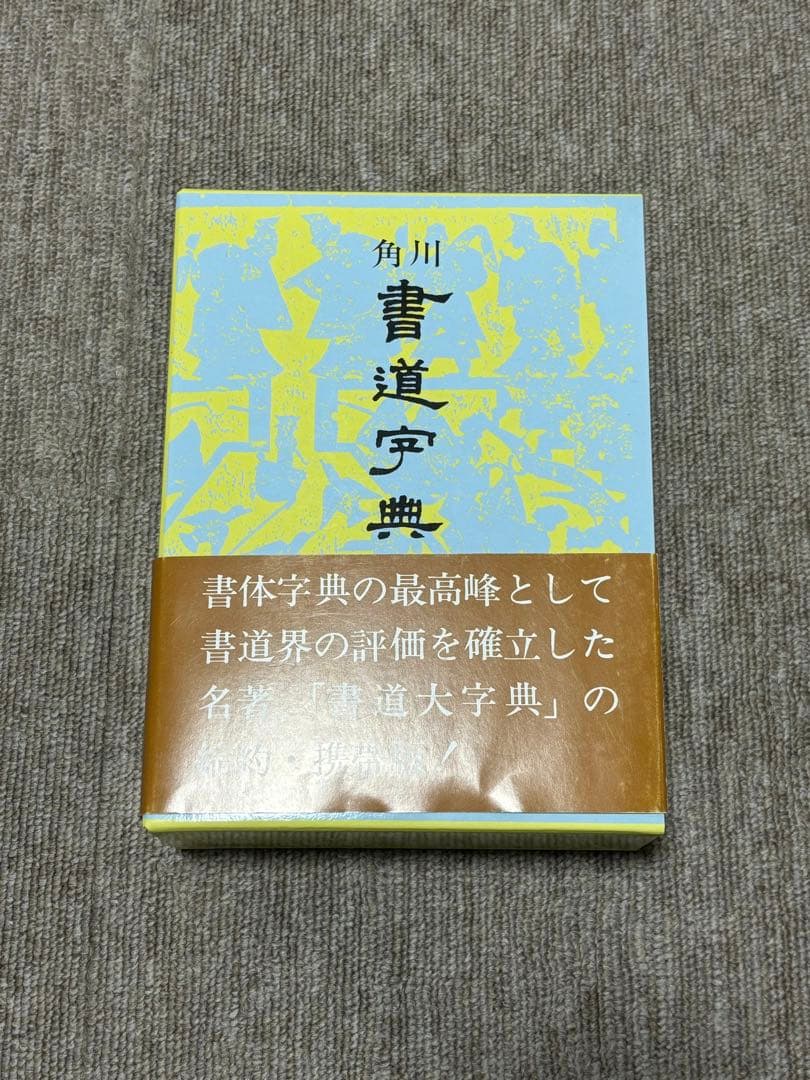 角川
書道字典
書体字典の最高峰として
書道界の評価を確立した
名著「書道大字典」の
縮約・携帯版!